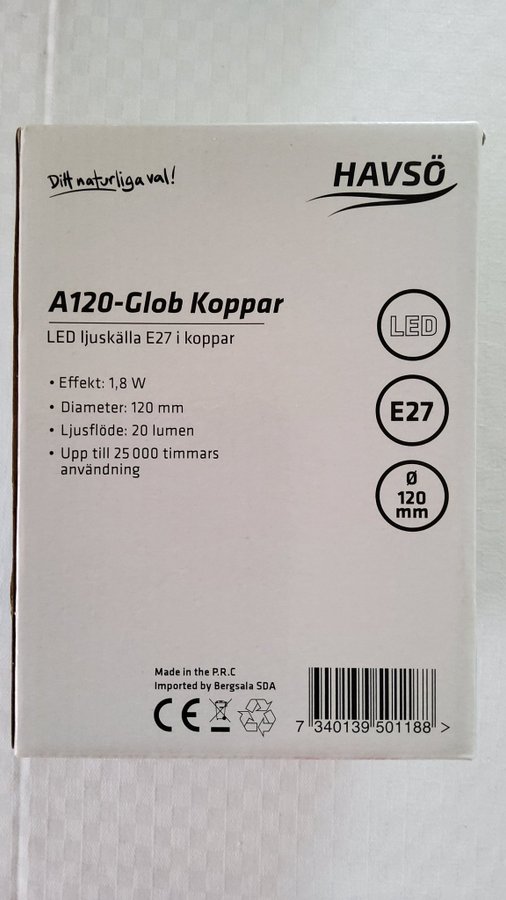 Ditt naturliga val!
HAVSÖ
A120-Glob Koppar
LED ljuskälla E27 i koppar
• Effekt: 1,8 W
• Diameter: 120 mm
• Ljusflöde: 20 lumen
• Upp till 25 000 timmars
användning
LED
E27
Ø
120
mm
Made in the P.R.C
Imported by Bergsala SDA
CE
7 340139 501188 >